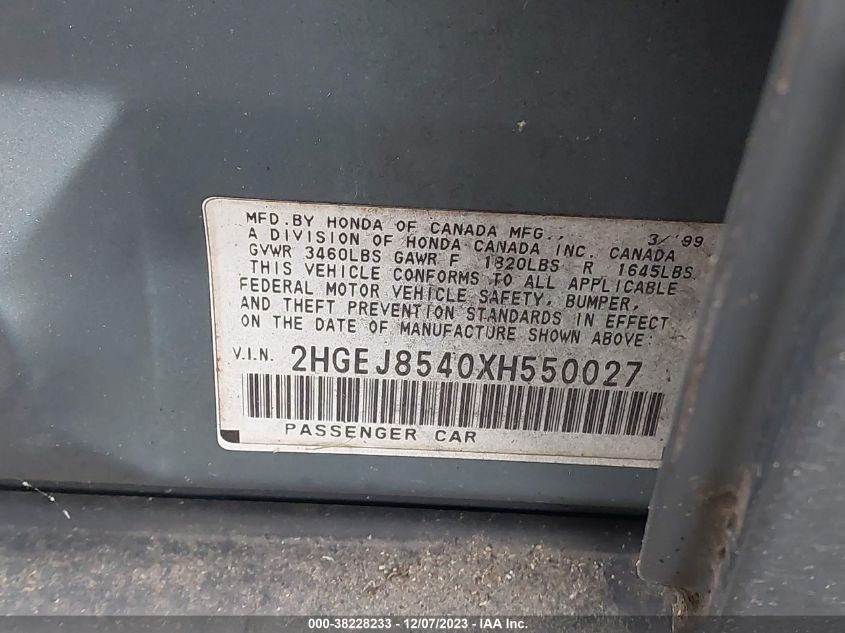 MFD. BY HONDA OF CANADA MFG., 3/'99
A DIVISION OF HONDA CANADA INC. CANADA
GVWR 3460LBS GAWR F 1820LBS R 1645LBS
THIS VEHICLE CONFORMS TO ALL APPLICABLE
FEDERAL MOTOR VEHICLE SAFETY, BUMPER,
AND THEFT PREVENTION STANDARDS IN EFFECT
ON THE DATE OF MANUFACTURE SHOWN ABOVE:
V.I.N. 2HGEJ8540XH550027
PASSENGER CAR
000-38228233 - 12/07/2023 - IAAI - IAA Inc.